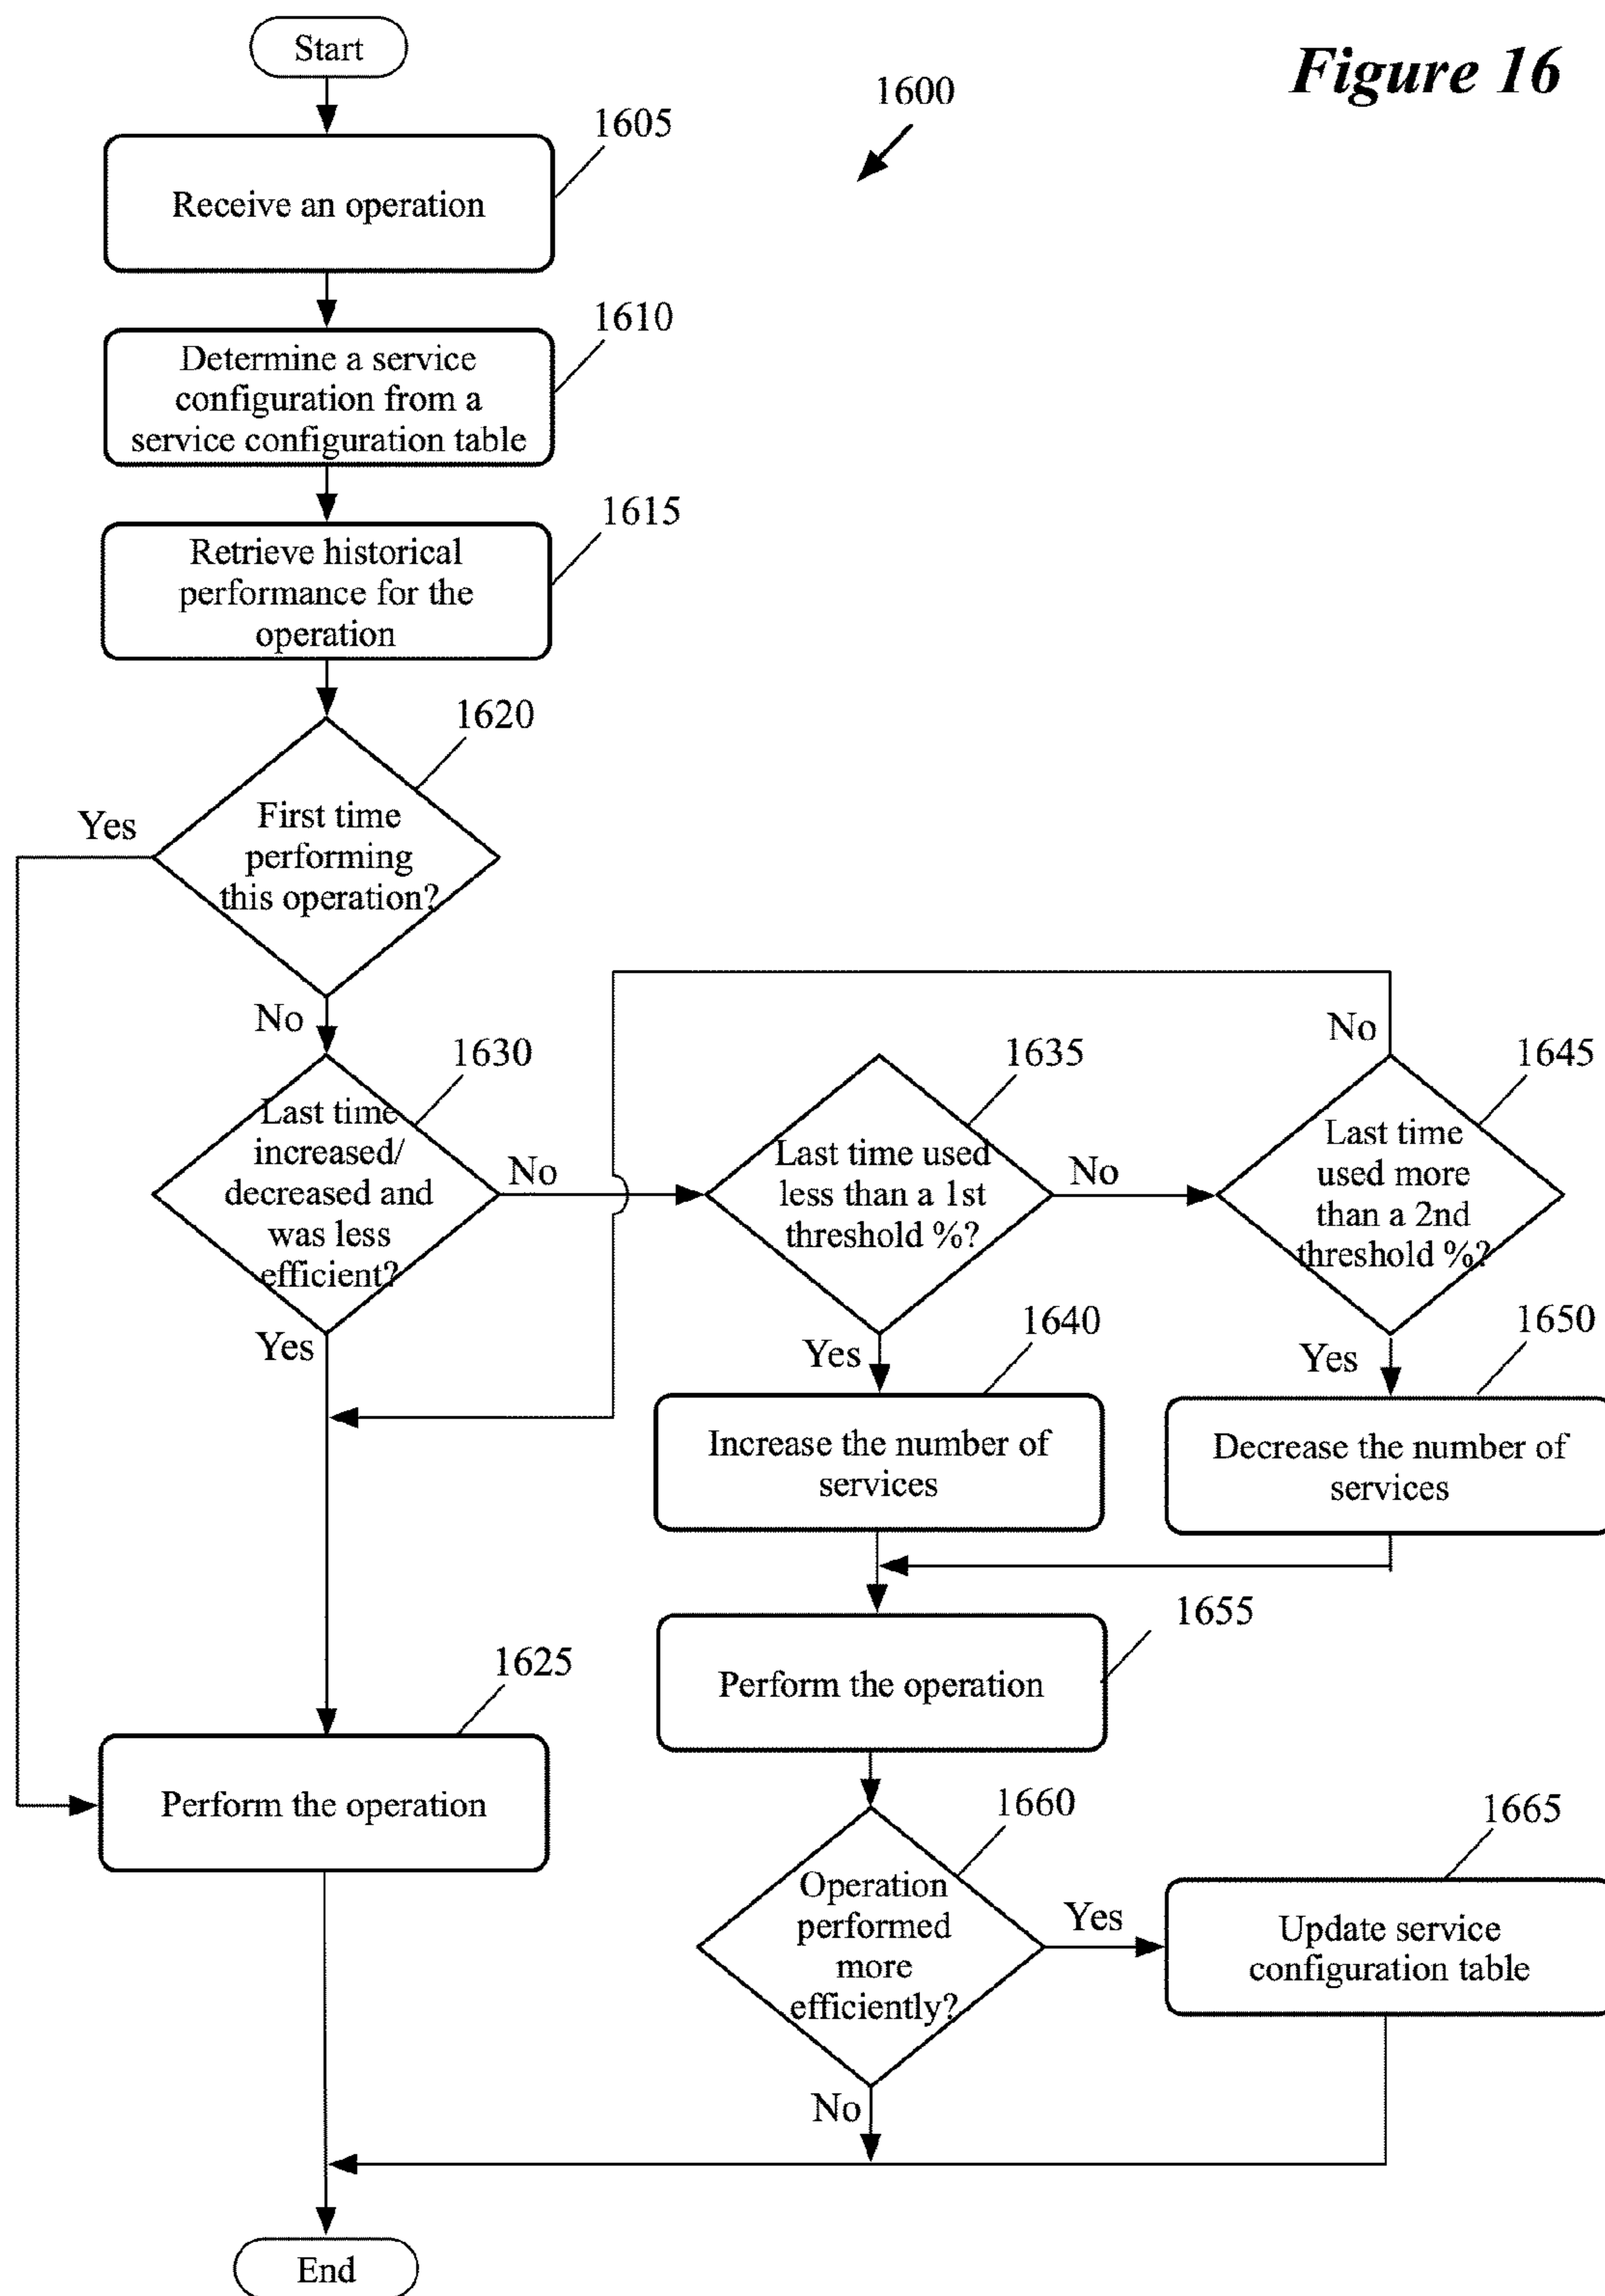 Start
Figure 16
1600
1605
Receive an operation
1610
Determine a service
configuration from a
service configuration table
1615
Retrieve historical
performance for the
operation
1620
Yes
First time
performing
this operation?
No
1630
Last time
increased/
decreased and
was less
efficient?
No
Yes
1635
Last time used
less than a 1st
threshold %?
No
Yes
1645
No
Last time
used more
than a 2nd
threshold %?
Yes
1640
Increase the number of
services
1650
Decrease the number of
services
1655
Perform the operation
1625
Perform the operation
1660
Operation
performed
more
efficiently?
Yes
No
1665
Update service
configuration table
End